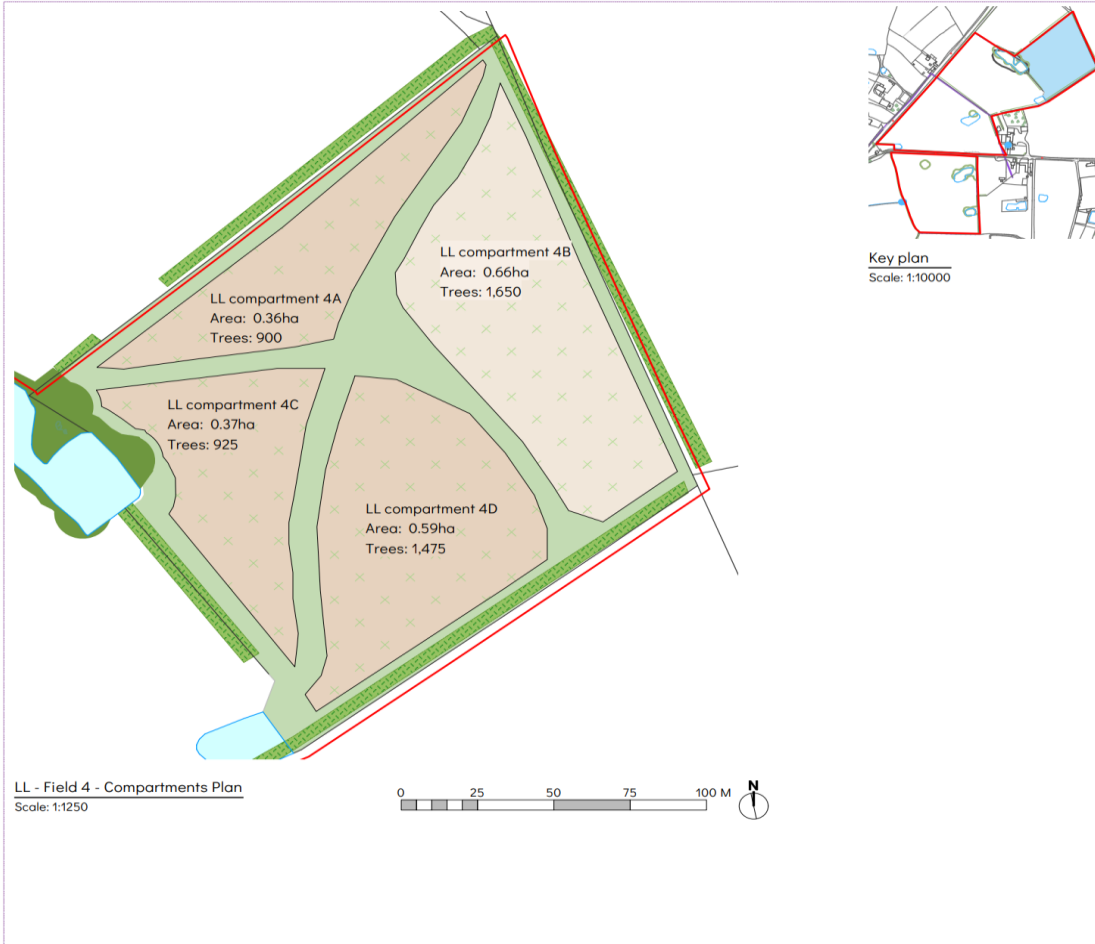 LL compartment 4B
Area: 0.66ha
Trees: 1,650
LL compartment 4A
Area: 0.36ha
Trees: 900
LL compartment 4C
Area: 0.37ha
Trees: 925
LL compartment 4D
Area: 0.59ha
Trees: 1,475
Key plan
Scale: 1:10000
LL - Field 4 - Compartments Plan
Scale: 1:1250
0 25 50 75 100 M
N